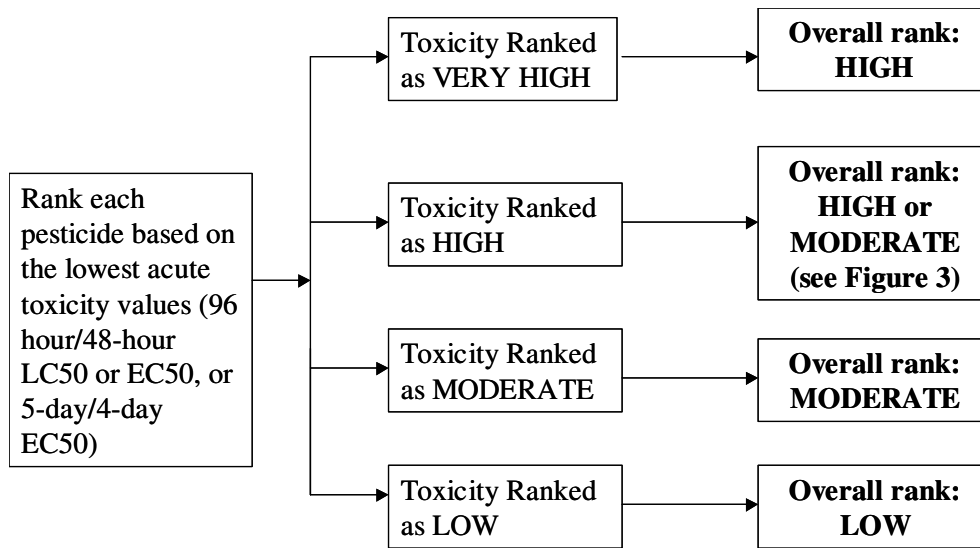 Rank each
pesticide based on
the lowest acute
toxicity values (96
hour/48-hour
LC50 or EC50, or
5-day/4-day
EC50)
Toxicity Ranked
as VERY HIGH
Overall rank:
HIGH
Toxicity Ranked
as HIGH
Overall rank:
HIGH or
MODERATE
(see Figure 3)
Toxicity Ranked
as MODERATE
Overall rank:
MODERATE
Toxicity Ranked
as LOW
Overall rank:
LOW